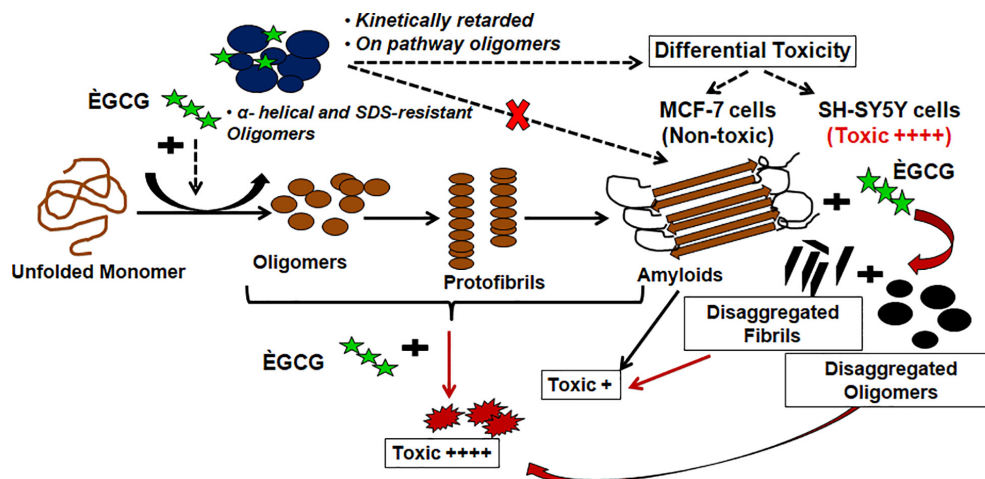 • Kinetically retarded
• On pathway oligomers
Differential Toxicity
ÈGCG
• α- helical and SDS-resistant
Oligomers
MCF-7 cells
(Non-toxic)
SH-SY5Y cells
(Toxic ++++)
ÈGCG
Unfolded Monomer
Oligomers
Protofibrils
Amyloids
Disaggregated
Fibrils
ÈGCG
Toxic +
Disaggregated
Oligomers
Toxic ++++